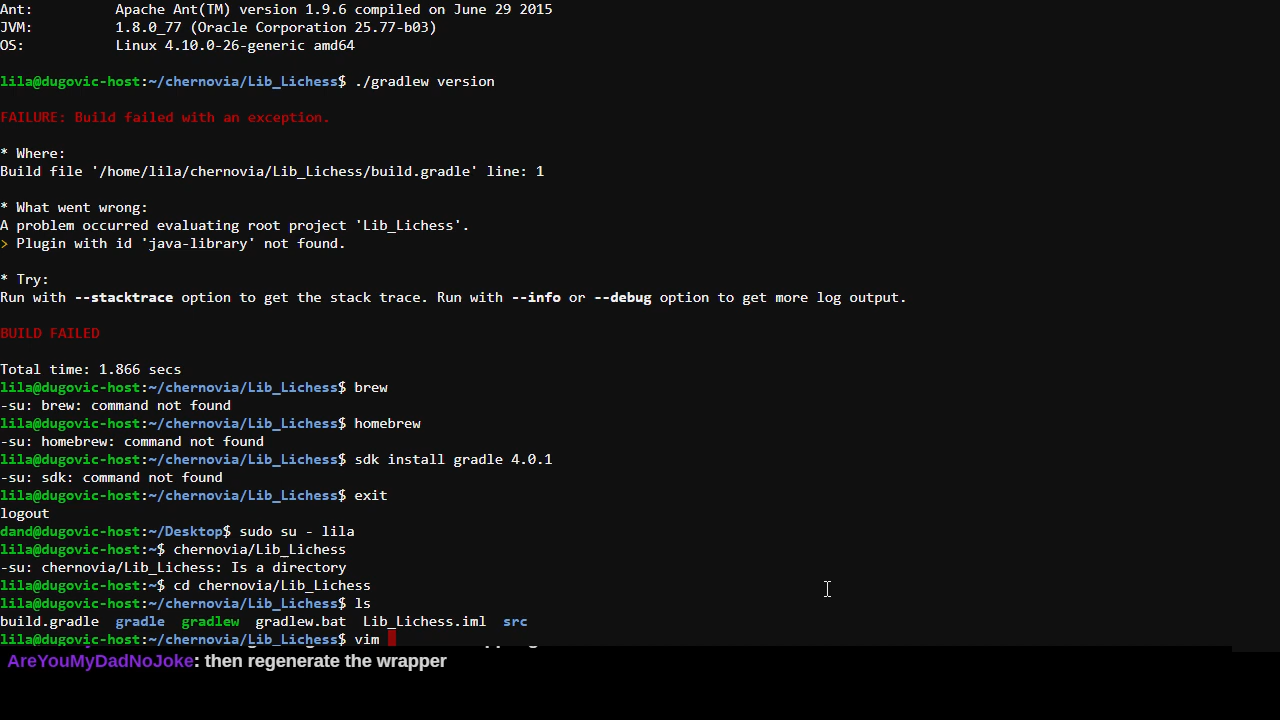 Ant:          Apache Ant(TM) version 1.9.6 compiled on June 29 2015
JVM:          1.8.0_77 (Oracle Corporation 25.77-b03)
OS:           Linux 4.10.0-26-generic amd64
lila@dugovic-host:~/chernovia/Lib_Lichess$ ./gradlew version
FAILURE: Build failed with an exception.
* Where:
Build file '/home/lila/chernovia/Lib_Lichess/build.gradle' line: 1
* What went wrong:
A problem occurred evaluating root project 'Lib_Lichess'.
> Plugin with id 'java-library' not found.
* Try:
Run with --stacktrace option to get the stack trace. Run with --info or --debug option to get more log output.
BUILD FAILED
Total time: 1.866 secs
lila@dugovic-host:~/chernovia/Lib_Lichess$ brew
-su: brew: command not found
lila@dugovic-host:~/chernovia/Lib_Lichess$ homebrew
-su: homebrew: command not found
lila@dugovic-host:~/chernovia/Lib_Lichess$ sdk install gradle 4.0.1
-su: sdk: command not found
lila@dugovic-host:~/chernovia/Lib_Lichess$ exit
logout
dand@dugovic-host:~/Desktop$ sudo su - lila
lila@dugovic-host:~$ chernovia/Lib_Lichess
-su: chernovia/Lib_Lichess: Is a directory
lila@dugovic-host:~$ cd chernovia/Lib_Lichess
lila@dugovic-host:~/chernovia/Lib_Lichess$ ls
build.gradle  gradle  gradlew  gradlew.bat  Lib_Lichess.iml  src
lila@dugovic-host:~/chernovia/Lib_Lichess$ vim
AreYouMyDadNoJoke: then regenerate the wrapper